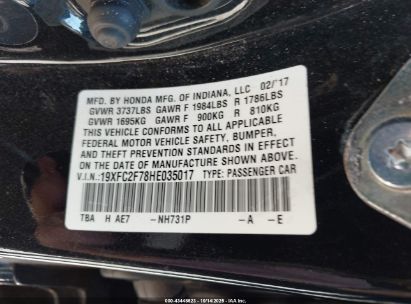 MFD. BY HONDA MFG. OF INDIANA, LLC 02/'17
GVWR 3737LBS GAWR F 1984LBS R 1786LBS
GVWR 1695KG GAWR F 900KG R 810KG
THIS VEHICLE CONFORMS TO ALL APPLICABLE
FEDERAL MOTOR VEHICLE SAFETY, BUMPER,
AND THEFT PREVENTION STANDARDS IN EFFECT
ON THE DATE OF MANUFACTURE SHOWN ABOVE.
V.I.N.:19XFC2F78HE035017 TYPE: PASSENGER CAR
TBA H AE7 -NH731P -A -E